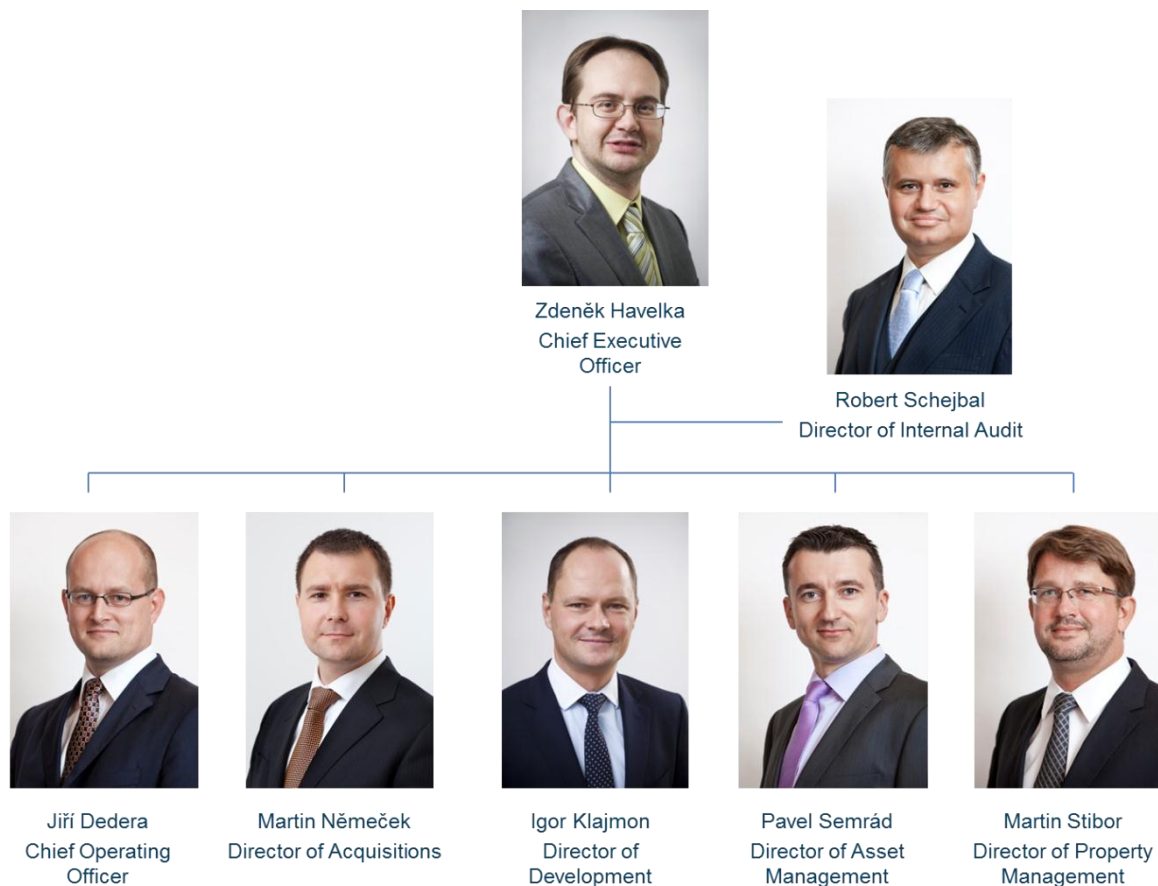 Zdeněk Havelka
Chief Executive
Officer
Robert Schejbal
Director of Internal Audit
Jiří Dedera
Chief Operating
Officer
Martin Němeček
Director of Acquisitions
Igor Klajmon
Director of
Development
Pavel Semrád
Director of Asset
Management
Martin Stibor
Director of Property
Management